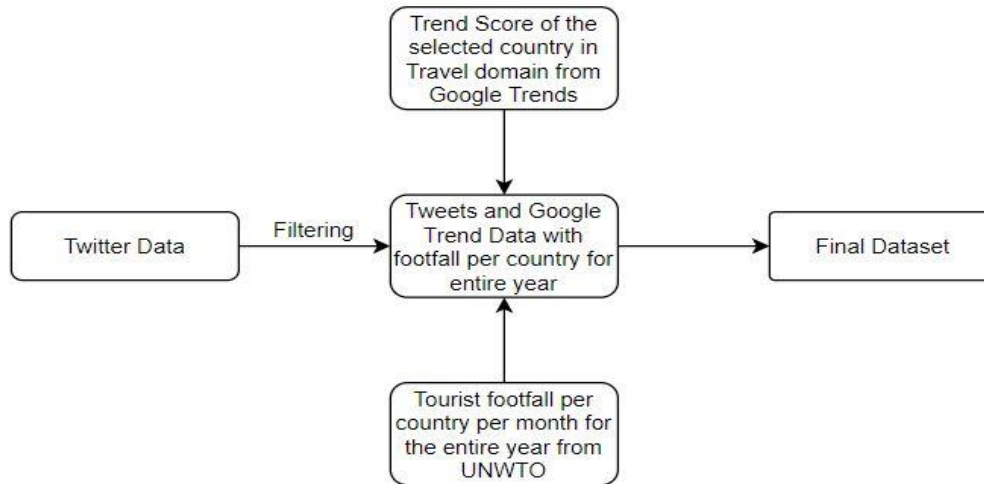 Trend Score of the
selected country in
Travel domain from
Google Trends
Twitter Data
Filtering
Tweets and Google
Trend Data with
footfall per country for
entire year
Final Dataset
Tourist footfall per
country per month for
the entire year from
UNWTO